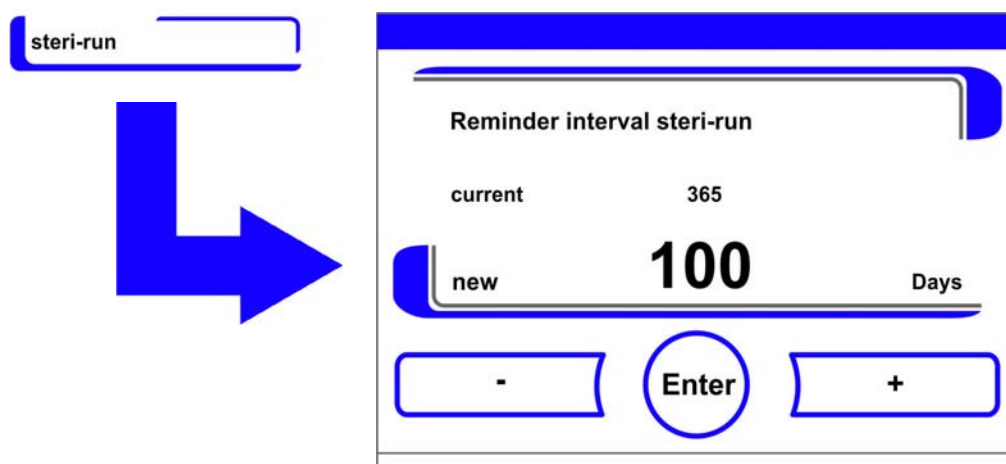 steri-run
Reminder interval steri-run
current 365
new 100 Days
- Enter +